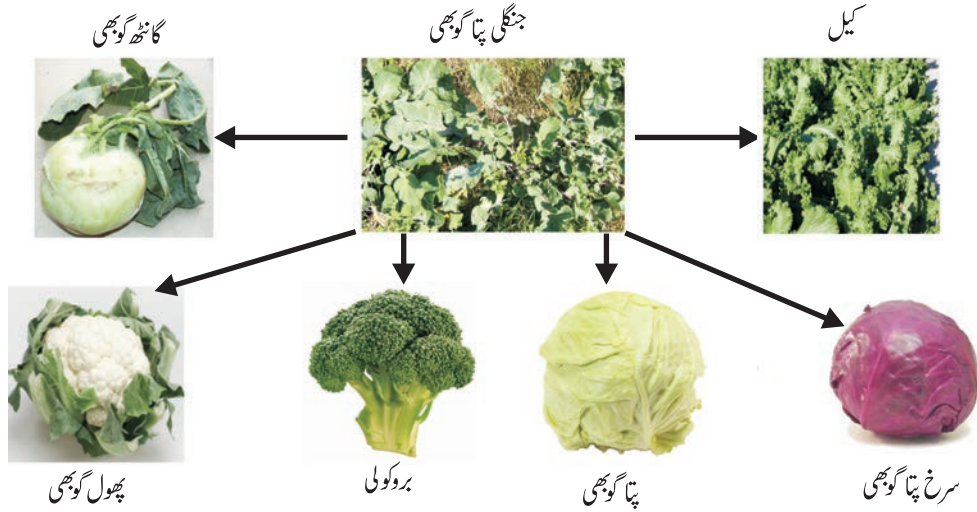 کیل
جنگلی پتا گوبھی
گانٹھ گوبھی
سرخ پتا گوبھی
پتا گوبھی
بروکولی
پھول گوبھی